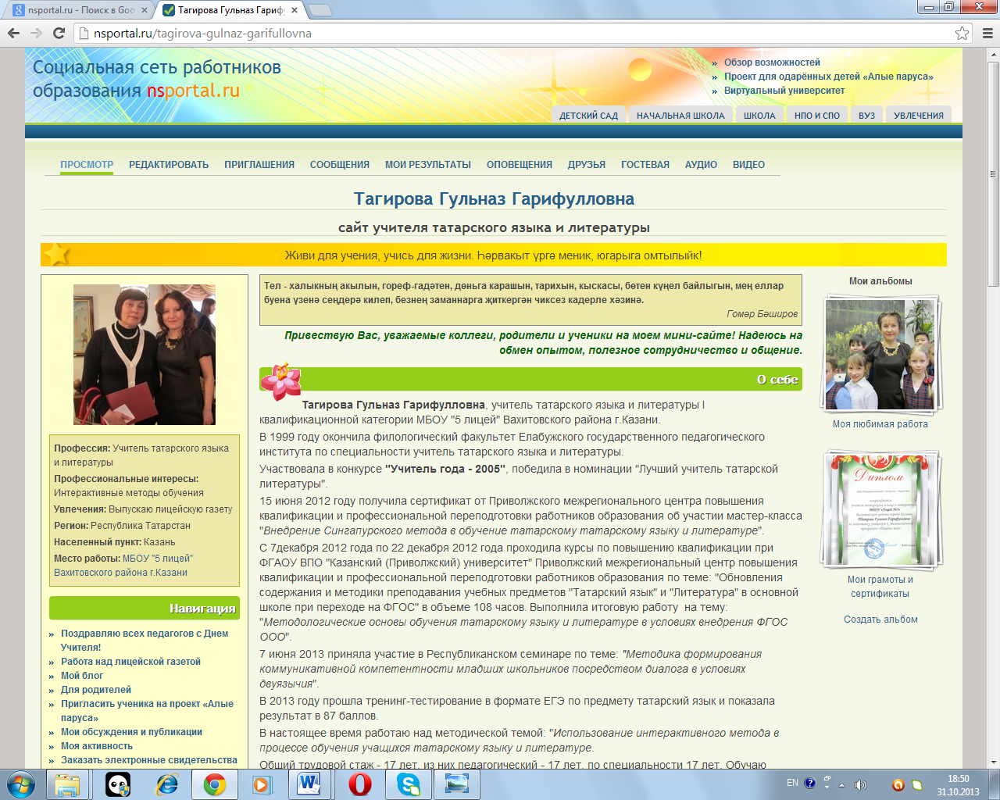 nsportal.ru - Поиск в Goo
Тагирова Гульназ Гариф
nsportal.ru/tagirova-gulnaz-garifullovna
Социальная сеть работников
образования nsportal.ru
Обзор возможностей
Проект для одарённых детей «Алые паруса»
Виртуальный университет
ДЕТСКИЙ САД НАЧАЛЬНАЯ ШКОЛА ШКОЛА НПО И СПО ВУЗ УВЛЕЧЕНИЯ
ПРОСМОТР РЕДАКТИРОВАТЬ ПРИГЛАШЕНИЯ СООБЩЕНИЯ МОИ РЕЗУЛЬТАТЫ ОПОВЕЩЕНИЯ ДРУЗЬЯ ГОСТЕВАЯ АУДИО ВИДЕО
Тагирова Гульназ Гарифулловна
сайт учителя татарского языка и литературы
Живи для учения, учись для жизни. Һәрвакыт үргә меник, югарыга омтылыйк!
Профессия: Учитель татарского языка
и литературы
Профессиональные интересы:
Интерактивные методы обучения
Увлечения: Выпускаю лицейскую газету
Регион: Республика Татарстан
Населенный пункт: Казань
Место работы: МБОУ "5 лицей"
Вахитовского района г.Казани
Навигация
Поздравляю всех педагогов с Днем
Учителя!
Работа над лицейской газетой
Мой блог
Для родителей
Пригласить ученика на проект «Алые
паруса»
Мои обсуждения и публикации
Моя активность
Заказать электронные свидетельства
Тел - халыкның акылын, гореф-гадәтен, дөньга карашын, тарихын, кыскасы, бөтен күңел байлыгын, мең еллар
буена үзенә сеңдерә килеп, безнең заманнарга җиткергән чиксез кадерле хәзинә.
Гомәр Бәширов
Привествую Вас, уважаемые коллеги, родители и ученики на моем мини-сайте! Надеюсь на
обмен опытом, полезное сотрудничество и общение.
О себе
Тагирова Гульназ Гарифулловна, учитель татарского языка и литературы I
квалификационной категории МБОУ "5 лицей" Вахитовского района г.Казани.
В 1999 году окончила филологический факультет Елабужского государственного педагогического
института по специальности учитель татарского языка и литературы.
Участвовала в конкурсе "Учитель года - 2005", победила в номинации "Лучший учитель татарской
литературы".
15 июня 2012 году получила сертификат от Приволжского межрегионального центра повышения
квалификации и профессиональной переподготовки работников образования об участии мастер-класса
"Внедрение Сингапурского метода в обучение татарскому татарскому языку и литературе".
С 7декабря 2012 года по 22 декабря 2012 года проходила курсы по повышению квалификации при
ФГАОУ ВПО "Казанский (Приволжский) университет" Приволжский межрегиональный центр повышения
квалификации и профессиональной переподготовки работников образования по теме: "Обновления
содержания и методики преподавания учебных предметов "Татарский язык" и "Литература" в основной
школе при переходе на ФГОС" в объеме 108 часов. Выполнила итоговую работу на тему:
"Методологические основы обучения татарскому языку и литературе в условиях внедрения ФГОС
ООО".
7 июня 2013 приняла участие в Республиканском семинаре по теме: "Методика формирования
коммуникативной компетентности младших школьников посредством диалога в условиях
двуязычия".
В 2013 году прошла тренинг-тестирование в формате ЕГЭ по предмету татарский язык и показала
результат в 87 баллов.
В настоящее время работаю над методической темой: "Использование интерактивного метода в
процессе обучения учащихся татарскому языку и литературе.
Общий трудовой стаж - 17 лет, из них педагогический - 17 лет, по специальности 17 лет. Обучаю
Мои альбомы
Моя любимая работа
Диплом
Мои грамоты и
сертификаты
Создать альбом
EN
18:50
31.10.2013